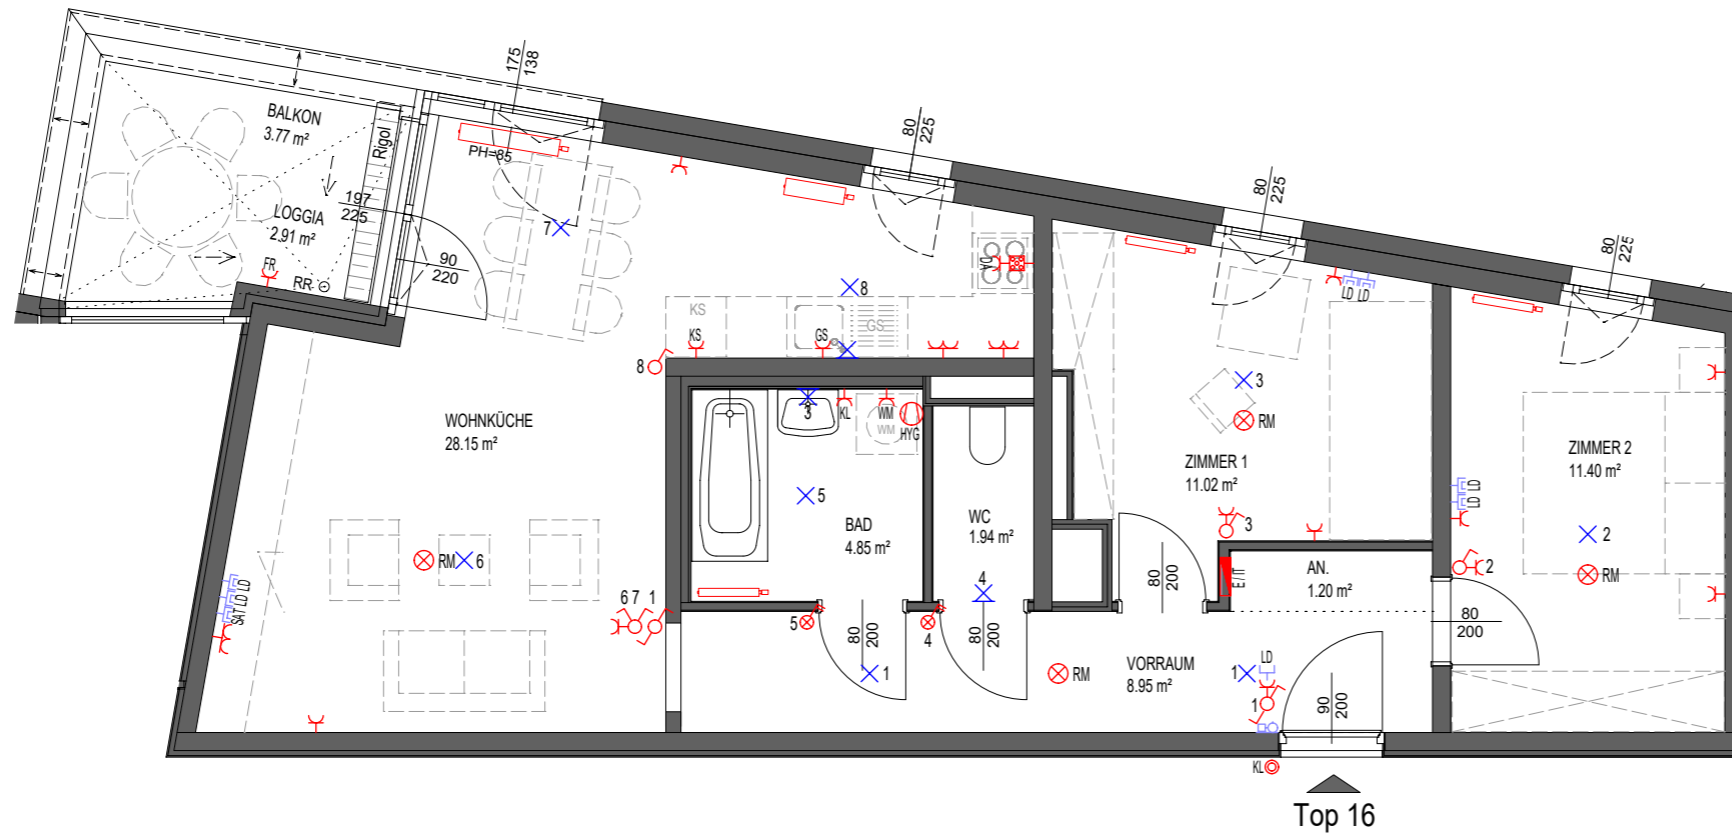 175
138
BALKON
3.77 m²
Rigol
PH=85
80
225
80
225
80
225
197
225
LOGGIA
2.91 m²
7
90
220
FR
RR
DA
8
LD LD
KS
KS
GS
GS
8
3
RM
3
KL
WM
WM
HYG
WOHNKÜCHE
28.15 m²
ZIMMER 1
11.02 m²
ZIMMER 2
11.40 m²
LD
LD
5
BAD
4.85 m²
WC
1.94 m²
3
2
RM
6
RM
2
AN.
1.20 m²
E / IT
SAT LD LD
6 7 1
4
80
200
5
4
80
200
80
200
80
200
1
RM
VORRAUM
8.95 m²
LD
1
1
90
200
KL
Top 16